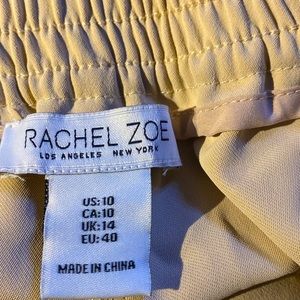 RACHEL ZOE
LOS ANGELES NEW YORK
US: 10
CA: 10
UK: 14
EU: 40
MADE IN CHINA